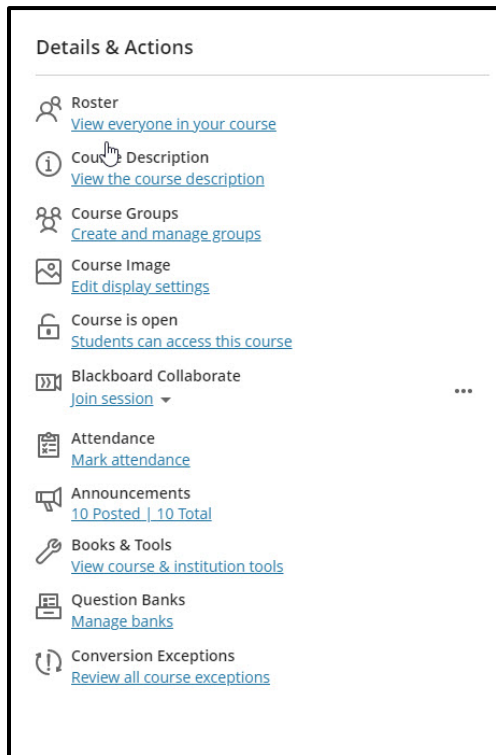 Details & Actions
Roster
View everyone in your course
Course Description
View the course description
Course Groups
Create and manage groups
Course Image
Edit display settings
Course is open
Students can access this course
Blackboard Collaborate
Join session
Attendance
Mark attendance
Announcements
10 Posted | 10 Total
Books & Tools
View course & institution tools
Question Banks
Manage banks
Conversion Exceptions
Review all course exceptions